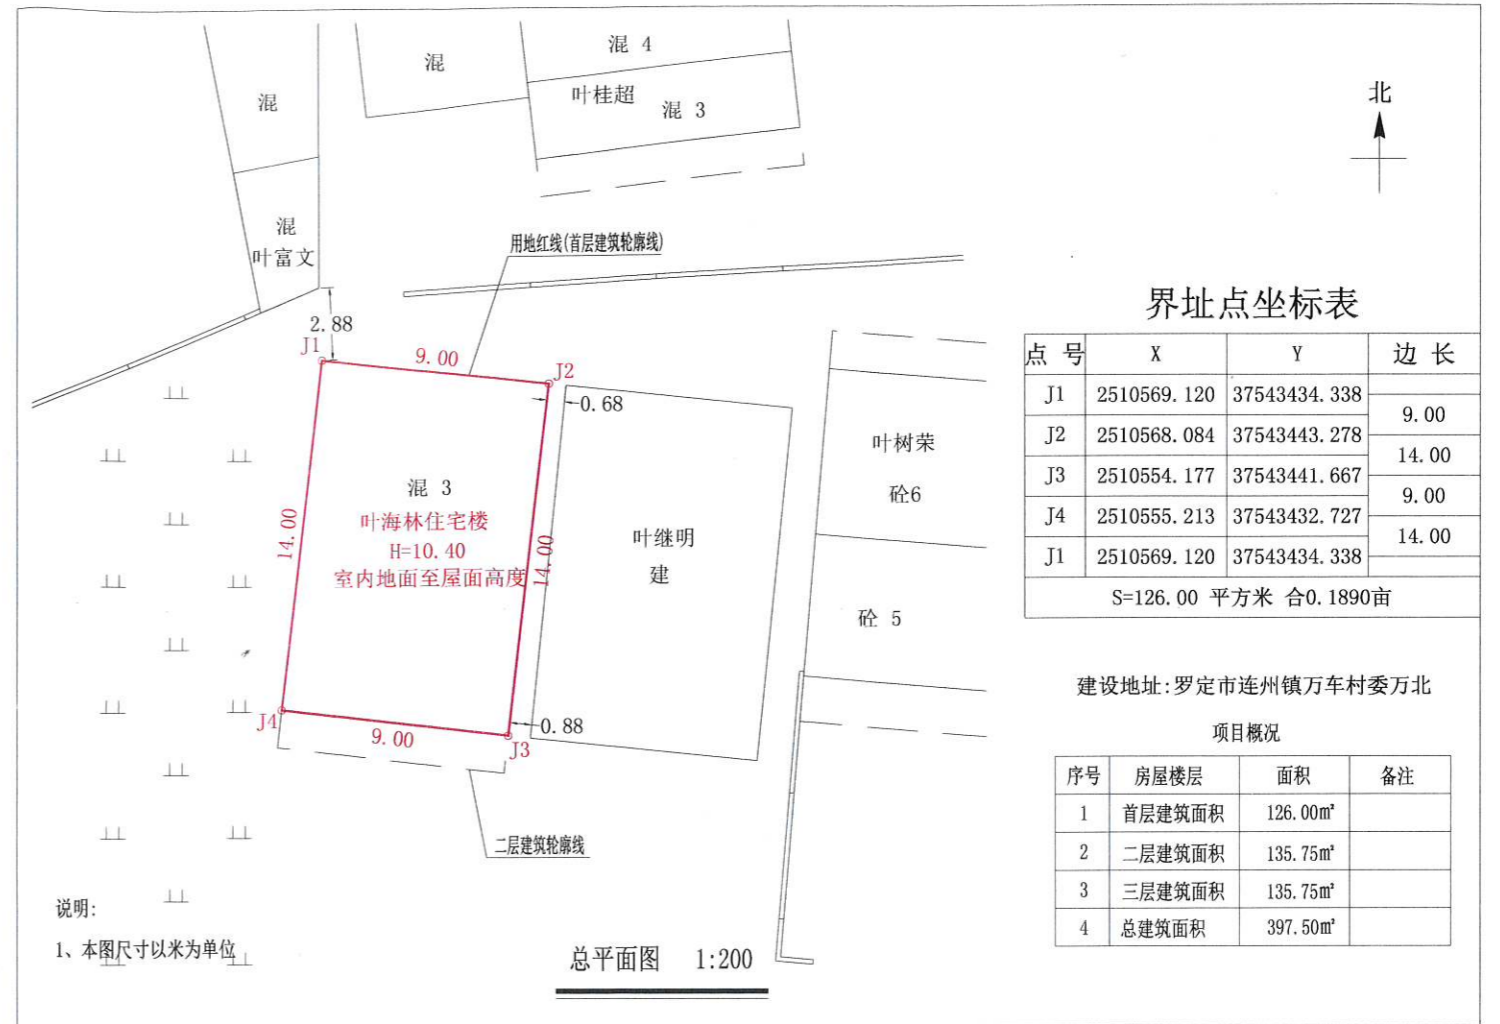 混 4
混
叶桂超
混 3
混
北
混
叶富文
用地红线(首层建筑轮廓线)
2.88
J1
9.00
J2
0.68
混 3
叶海林住宅楼
H=10.40
室内地面至屋面高度
14.00
14.00
叶继明
建
叶树荣
砼6
砼 5
J4
9.00
J3
0.88
二层建筑轮廓线
界址点坐标表
点 号 X Y 边 长
J1 2510569.120 37543434.338
9.00
J2 2510568.084 37543443.278
14.00
J3 2510554.177 37543441.667
9.00
J4 2510555.213 37543432.727
14.00
J1 2510569.120 37543434.338
S=126.00 平方米 合0.1890亩
建设地址:罗定市连州镇万车村委万北
项目概况
序号 房屋楼层 面积 备注
1 首层建筑面积 126.00㎡
2 二层建筑面积 135.75㎡
3 三层建筑面积 135.75㎡
4 总建筑面积 397.50㎡
说明:
1、本图尺寸以米为单位
总平面图 1:200